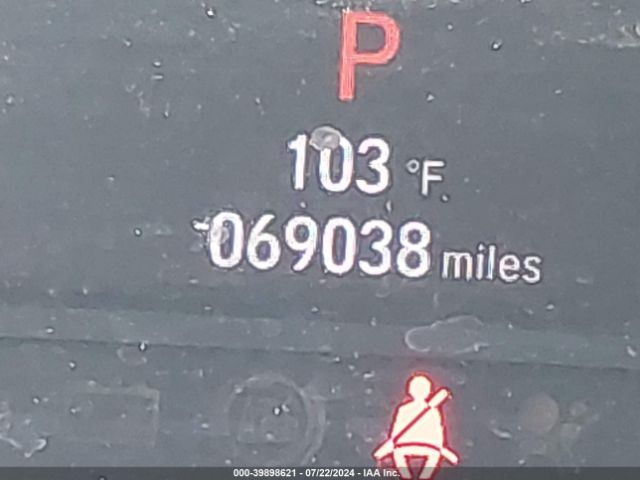 P
103 °F
069038 miles
000-39898621 - 07/22/2024 - IAA Inc.